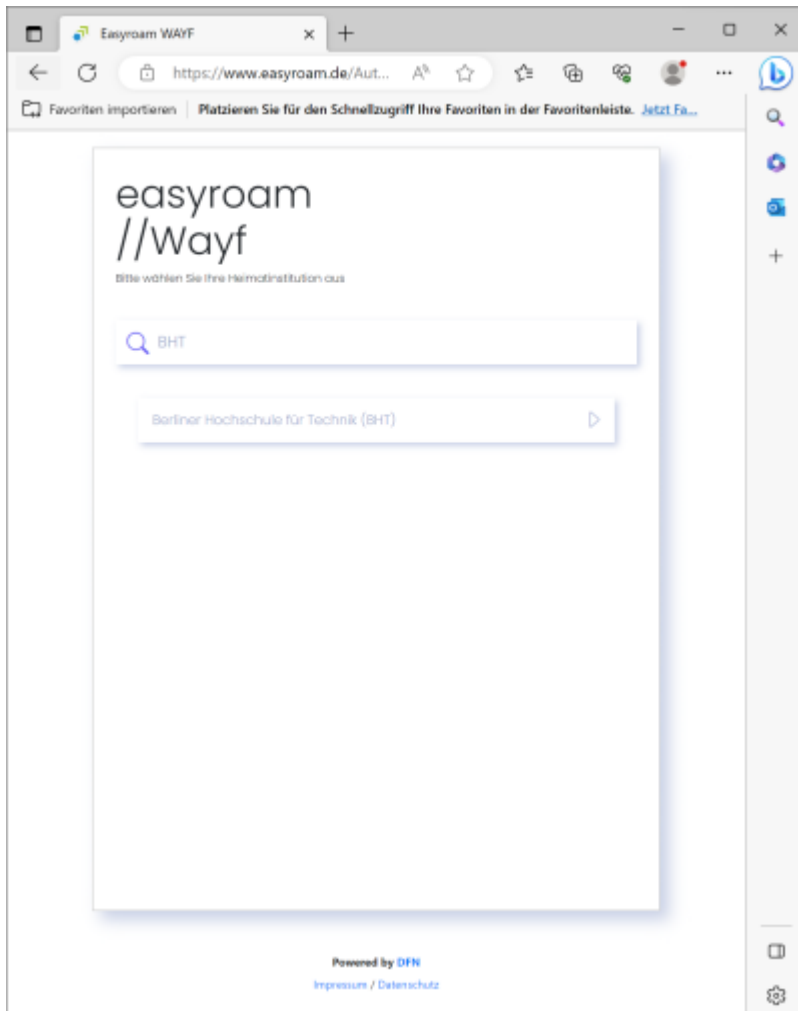 Easyroam WAYF
https://www.easyroam.de/Aut...
Favoriten importieren Platzieren Sie für den Schnellzugriff Ihre Favoriten in der Favoritenleiste. Jetzt Fa...
easyroam
//Wayf
Bitte wählen Sie Ihre Heimatinstitution aus
BHT
Berliner Hochschule für Technik (BHT)
Powered by DFN
Impressum / Datenschutz